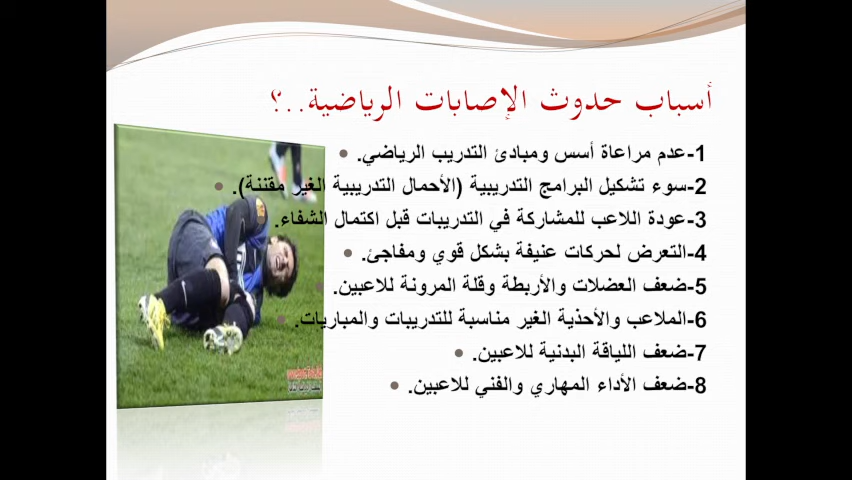 أسباب حدوث الإصابات الرياضية..؟
1-عدم مراعاة أسس ومبادئ التدريب الرياضي.
2-سوء تشكيل البرامج التدريبية (الأحمال التدريبية الغير مقننة).
3-عودة اللاعب للمشاركة في التدريبات قبل اكتمال الشفاء.
4-التعرض لحركات عنيفة بشكل قوي ومفاجئ.
5-ضعف العضلات والأربطة وقلة المرونة للاعبين.
6-الملاعب والأحذية الغير مناسبة للتدريبات والمباريات.
7-ضعف اللياقة البدنية للاعبين.
8-ضعف الأداء المهاري والفني للاعبين.